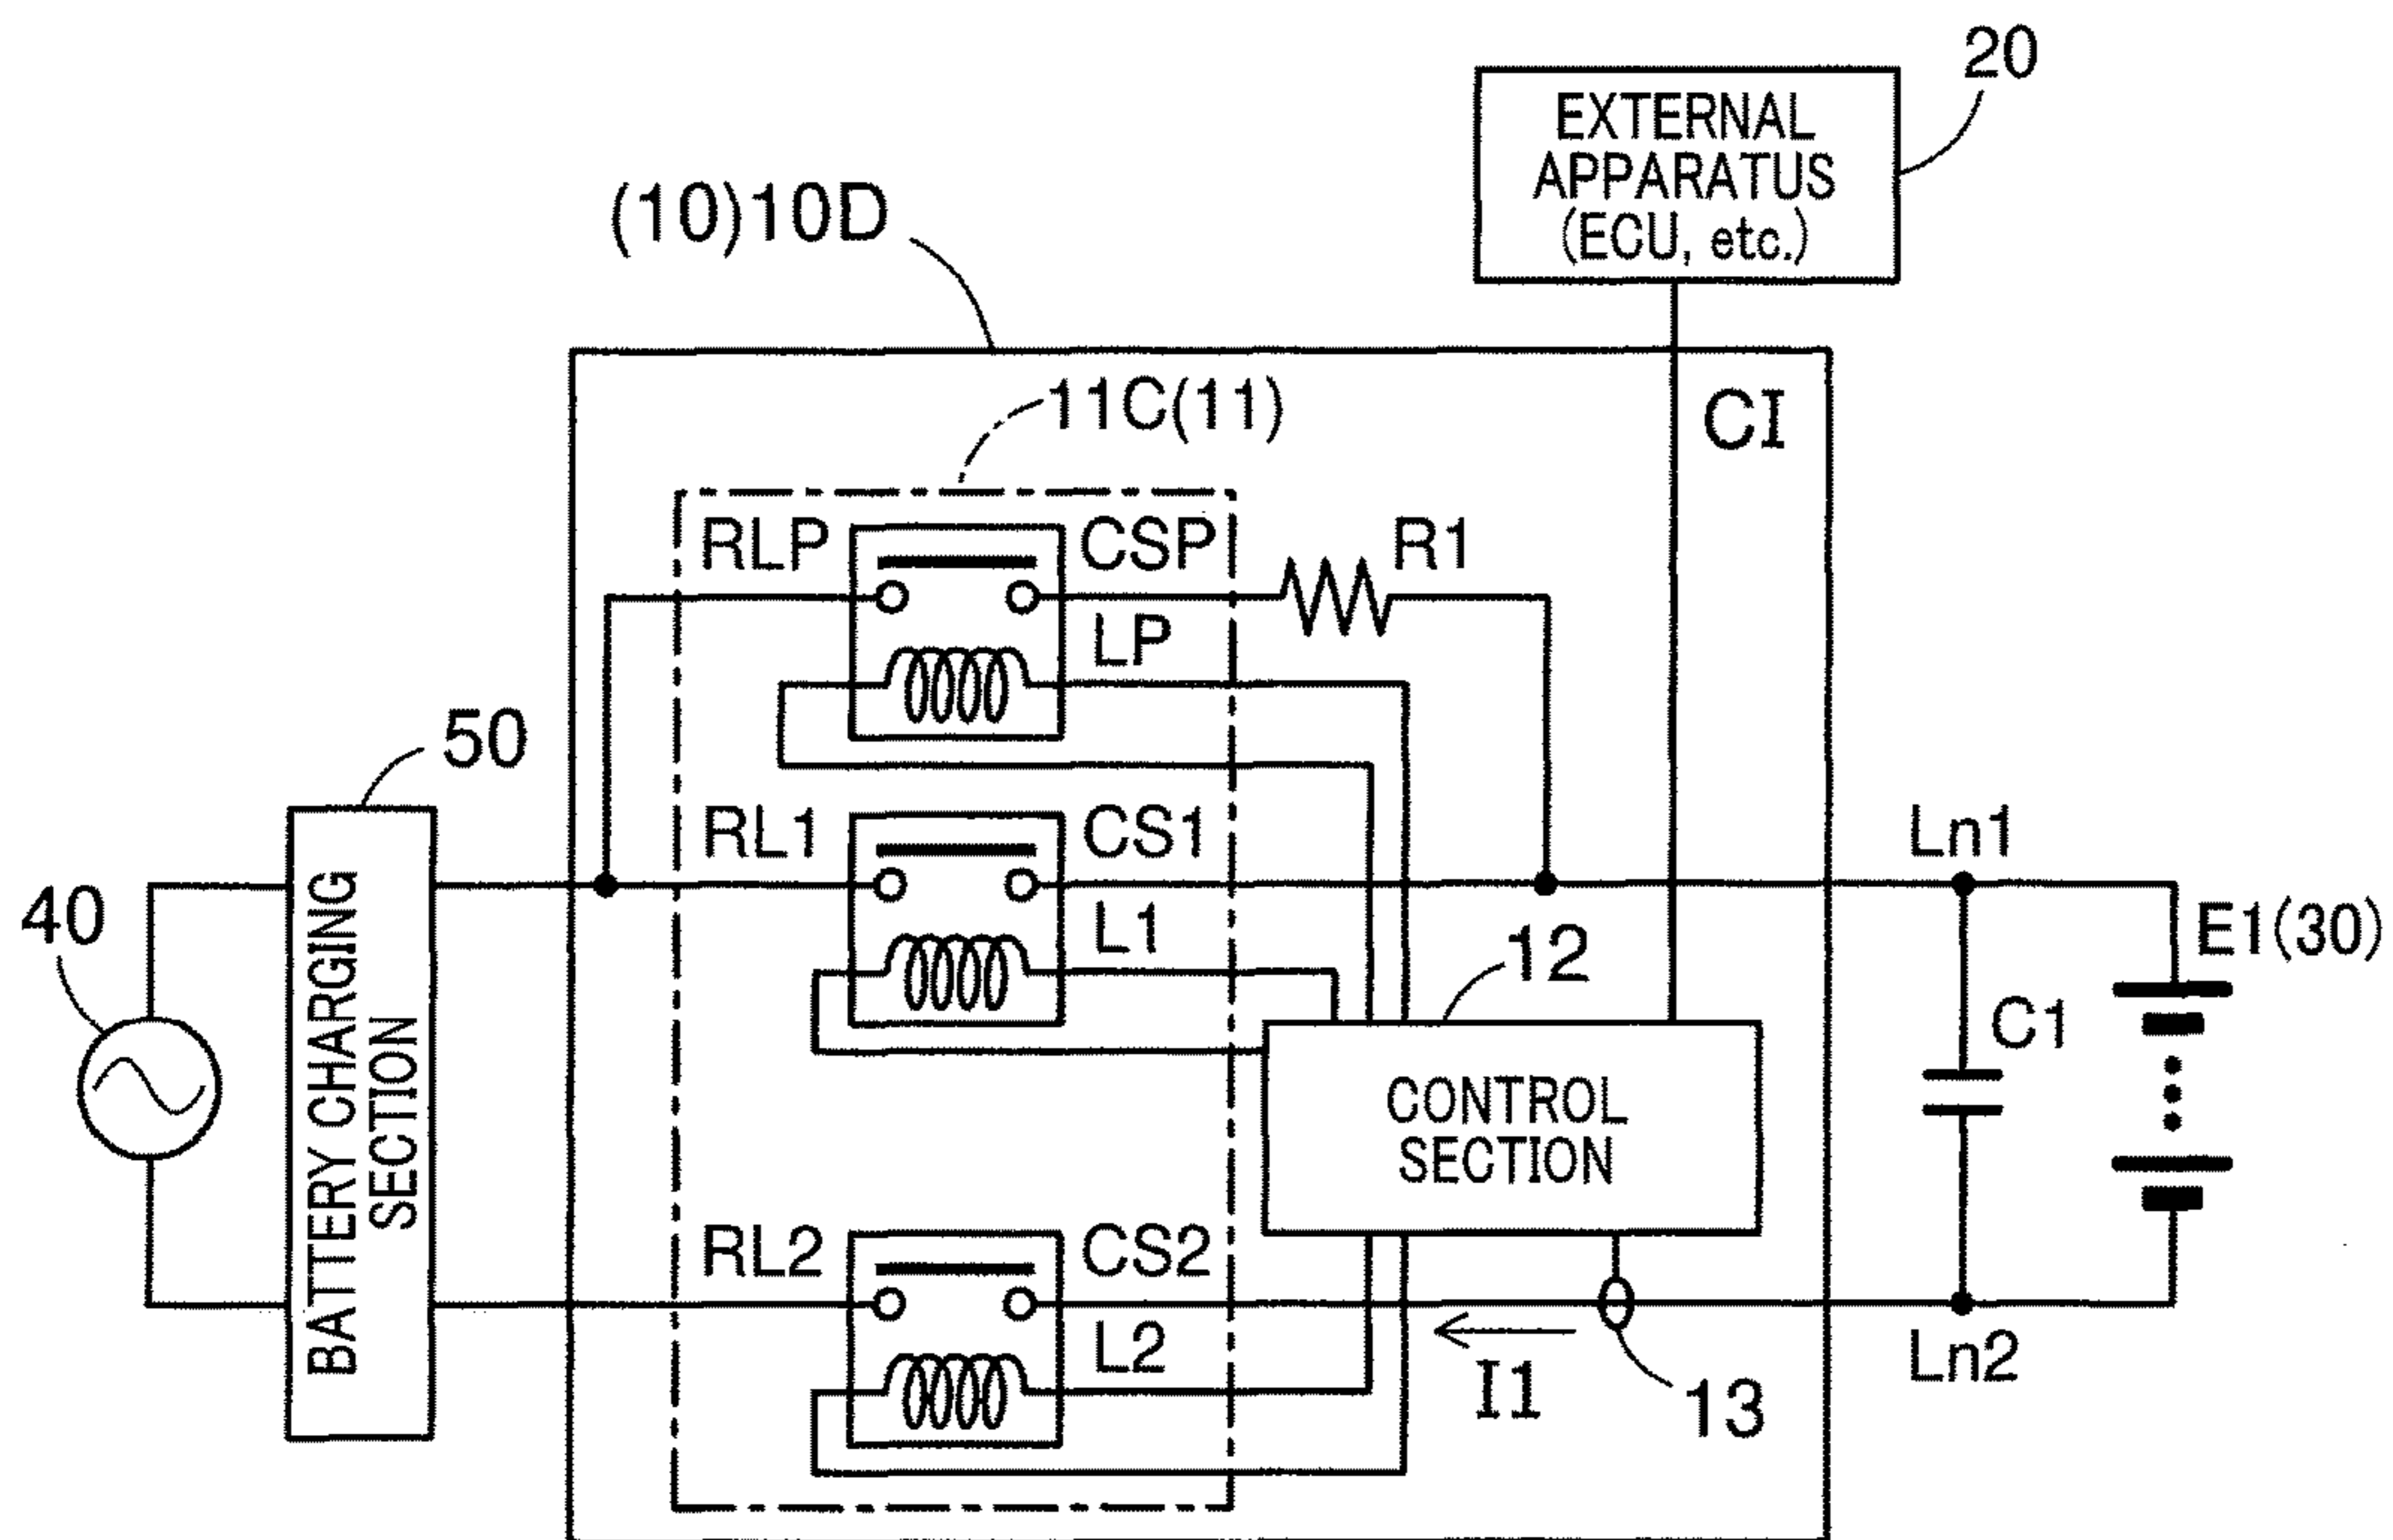 20
EXTERNAL
APPARATUS
(ECU, etc.)
(10)10D
11C(11)
CI
RLP
CSP
R1
LP
50
RL1
CS1
Ln1
40
L1
12
E1(30)
BATTERY CHARGING
SECTION
C1
CONTROL
SECTION
RL2
CS2
L2
I1
13
Ln2